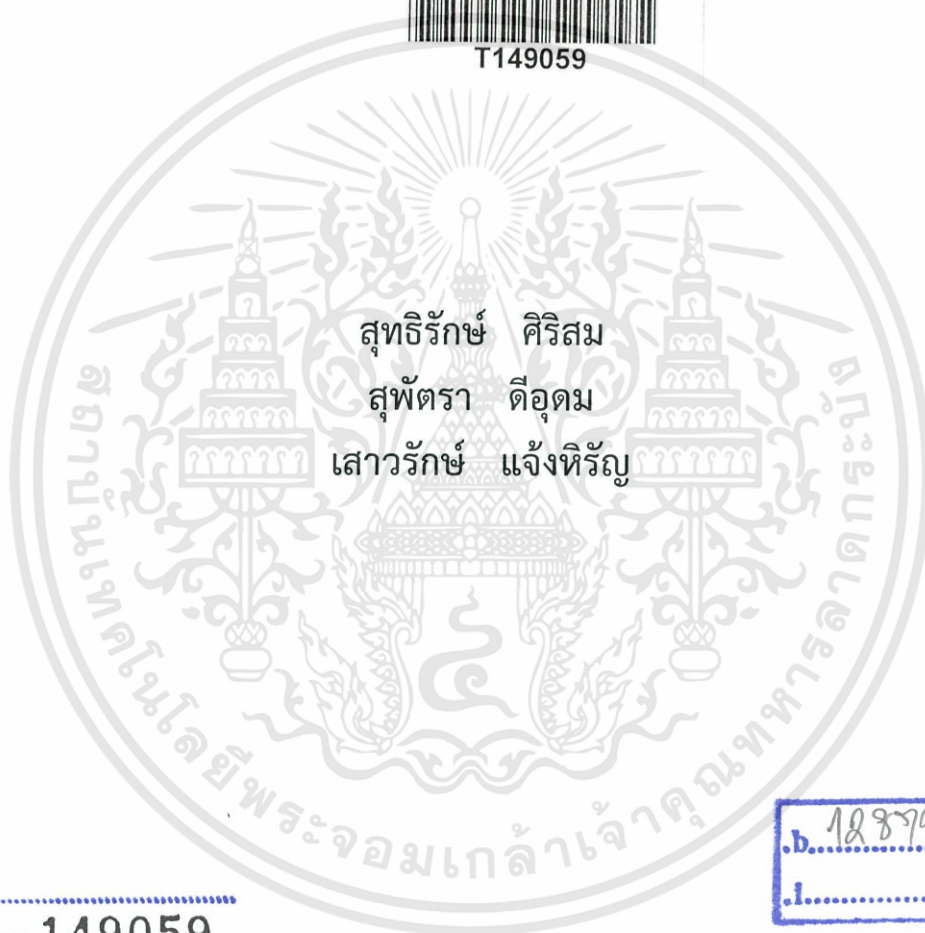 T149059
สุทธิรักษ์ ศิริสม
สุพัตรา ดีอุดม
เสาวรักษ์ แจ้งหิรัญ
สถาบันเทคโนโลยีพระจอมเกล้าเจ้าคุณทหารลาดกระบัง
.b.
.i.
149059